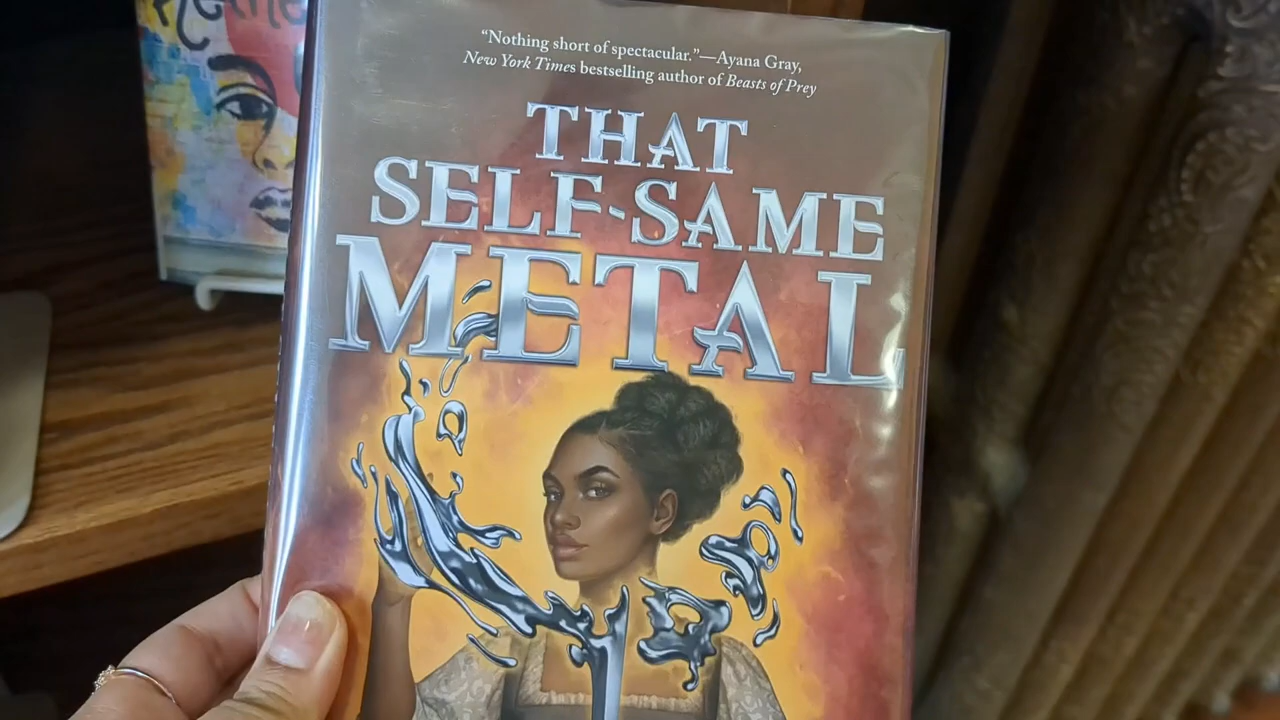 “Nothing short of spectacular.”—Ayana Gray,
New York Times bestselling author of Beasts of Prey
THAT
SELF-SAME
METAL